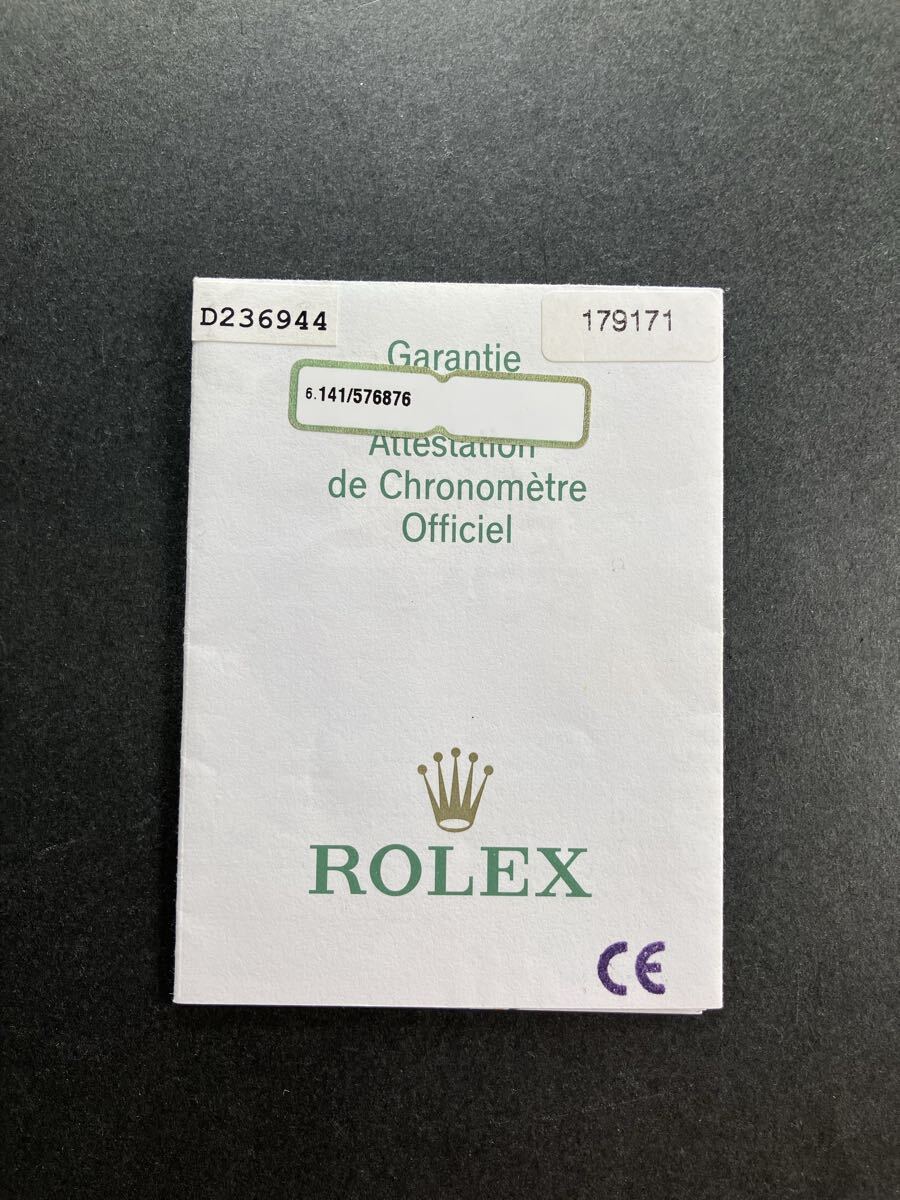 D236944
179171
Garantie
6.141/576876
Attestation
de Chronomètre
Officiel
ROLEX
CE